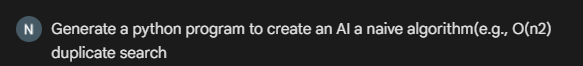 N Generate a python program to create an AI a naive algorithm(e.g., O(n2)
duplicate search